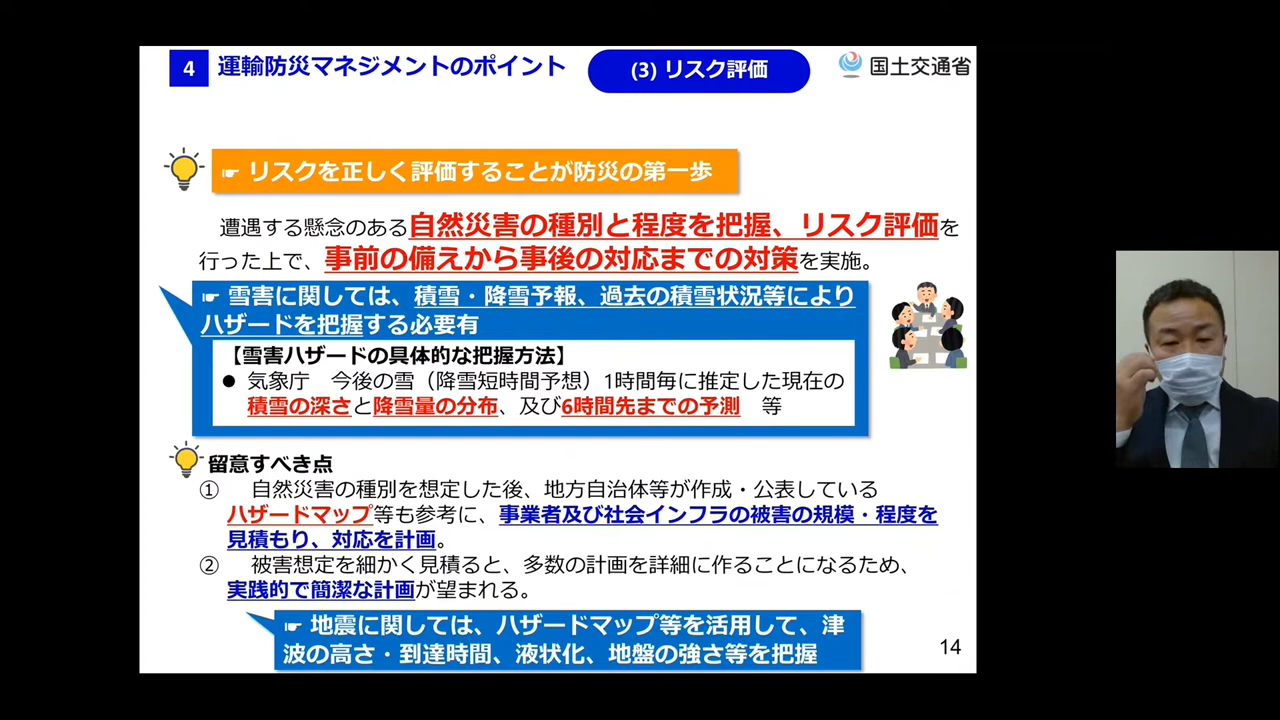 4 運輸防災マネジメントのポイント (3) リスク評価 国土交通省
☛ リスクを正しく評価することが防災の第一歩
遭遇する懸念のある自然災害の種別と程度を把握、リスク評価を
行った上で、事前の備えから事後の対応までの対策を実施。
☛ 雪害に関しては、積雪・降雪予報、過去の積雪状況等により
ハザードを把握する必要有
【雪害ハザードの具体的な把握方法】
● 気象庁 今後の雪（降雪短時間予想）1時間毎に推定した現在の
積雪の深さと降雪量の分布、及び6時間先までの予測 等
留意すべき点
① 自然災害の種別を想定した後、地方自治体等が作成・公表している
ハザードマップ等も参考に、事業者及び社会インフラの被害の規模・程度を
見積もり、対応を計画。
② 被害想定を細かく見積ると、多数の計画を詳細に作ることになるため、
実践的で簡潔な計画が望まれる。
☛ 地震に関しては、ハザードマップ等を活用して、津
波の高さ・到達時間、液状化、地盤の強さ等を把握
14